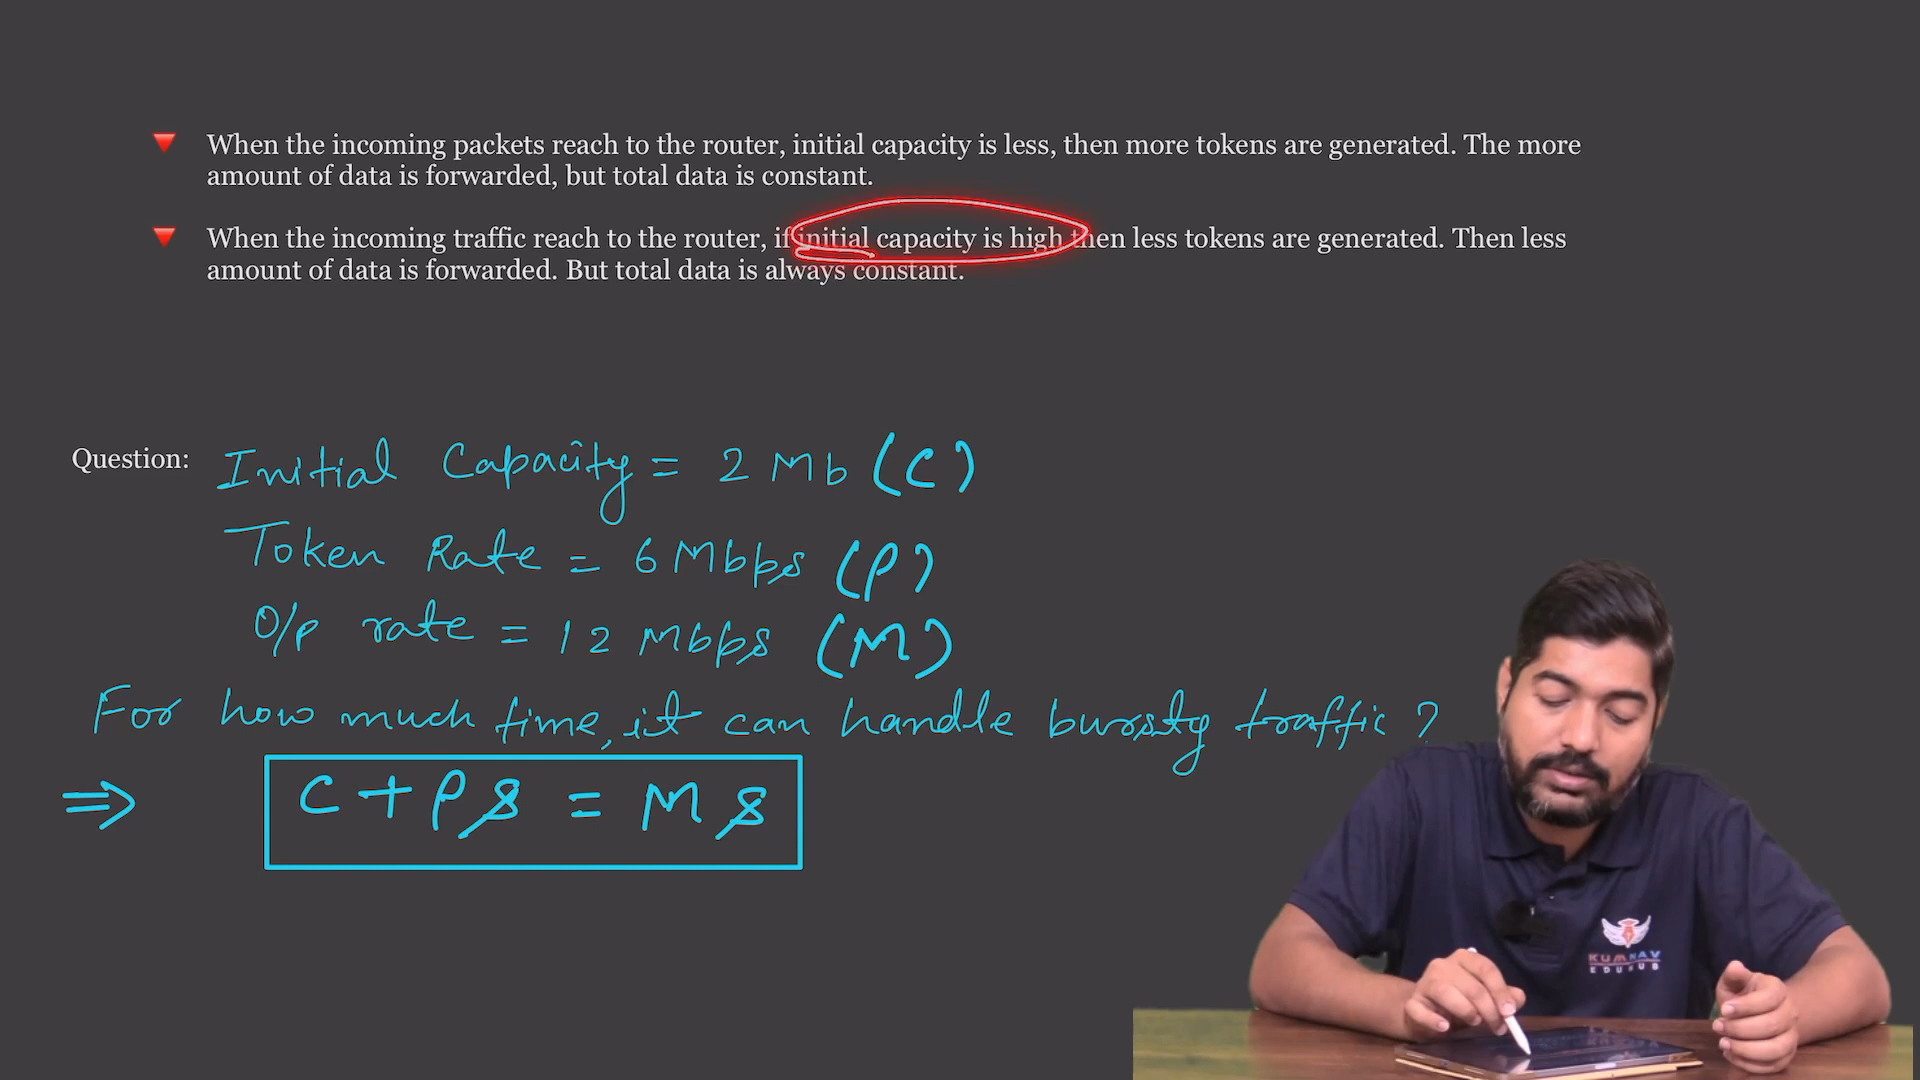 When the incoming packets reach to the router, initial capacity is less, then more tokens are generated. The more
amount of data is forwarded, but total data is constant.
When the incoming traffic reach to the router, if initial capacity is high then less tokens are generated. Then less
amount of data is forwarded. But total data is always constant.
Question: Initial Capacity = 2 Mb (C)
Token Rate = 6 Mbps (ρ)
O/p rate = 12 Mbps (M)
For how much time, it can handle bursty traffic ?
⇒ C + ρs = Ms
KUMNAV
EDUHUB